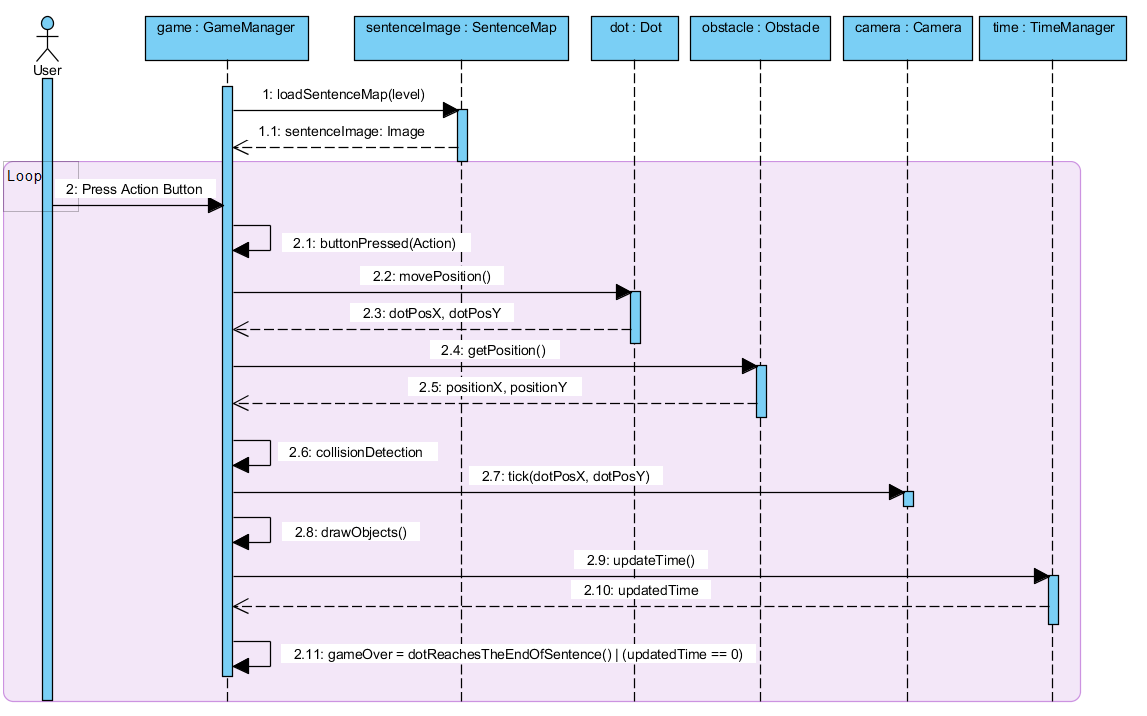 game : GameManager
sentenceImage : SentenceMap
dot : Dot
obstacle : Obstacle
camera : Camera
time : TimeManager
User
1: loadSentenceMap(level)
1.1: sentenceImage: Image
Loop
2: Press Action Button
2.1: buttonPressed(Action)
2.2: movePosition()
2.3: dotPosX, dotPosY
2.4: getPosition()
2.5: positionX, positionY
2.6: collisionDetection
2.7: tick(dotPosX, dotPosY)
2.8: drawObjects()
2.9: updateTime()
2.10: updatedTime
2.11: gameOver = dotReachesTheEndOfSentence() | (updatedTime == 0)